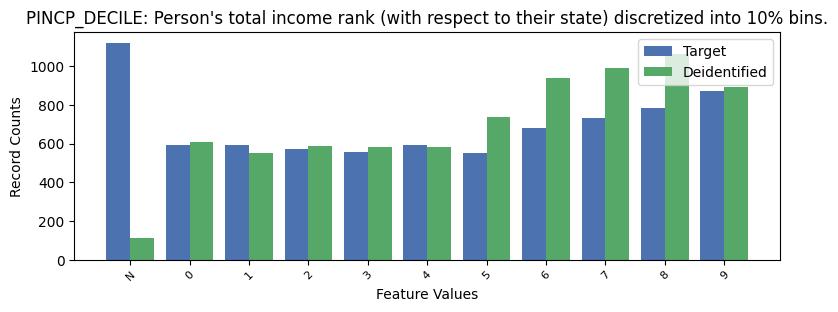 PINCP_DECILE: Person's total income rank (with respect to their state) discretized into 10% bins.
Target
Deidentified
1000
800
600
400
200
0
Record Counts
N 0 1 2 3 4 5 6 7 8 9
Feature Values